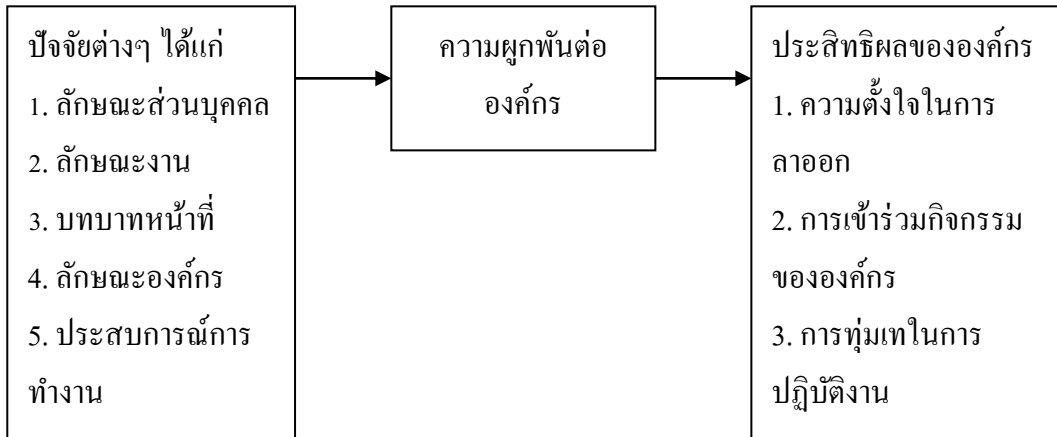 ปัจจัยต่างๆ ได้แก่
1. ลักษณะส่วนบุคคล
2. ลักษณะงาน
3. บทบาทหน้าที่
4. ลักษณะองค์กร
5. ประสบการณ์การ
ทำงาน
ความผูกพันต่อ
องค์กร
ประสิทธิผลขององค์กร
1. ความตั้งใจในการ
ลาออก
2. การเข้าร่วมกิจกรรม
ขององค์กร
3. การทุ่มเทในการ
ปฏิบัติงาน